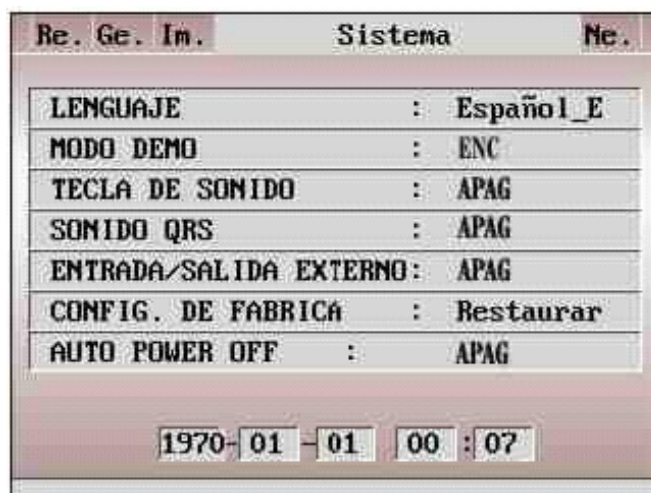 Re. Ge. Im. Sistema Ne.
LENGUAJE : Español_E
MODO DEMO : ENC
TECLA DE SONIDO : APAG
SONIDO QRS : APAG
ENTRADA/SALIDA EXTERNO: APAG
CONFIG. DE FABRICA : Restaurar
AUTO POWER OFF : APAG
1970-01-01 00:07